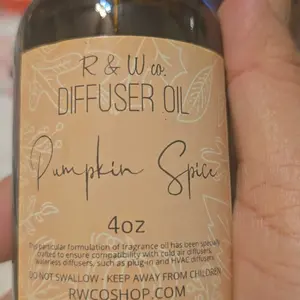 R & W co.
DIFFUSER OIL
Pumpkin Spice
4oz
This particular formulation of fragrance oil has been specially
crafted to ensure compatibility with cold air diffusers,
waterless diffusers, such as plug-in and HVAC diffusers.
DO NOT SWALLOW - KEEP AWAY FROM CHILDREN
RWCOSHOP.COM